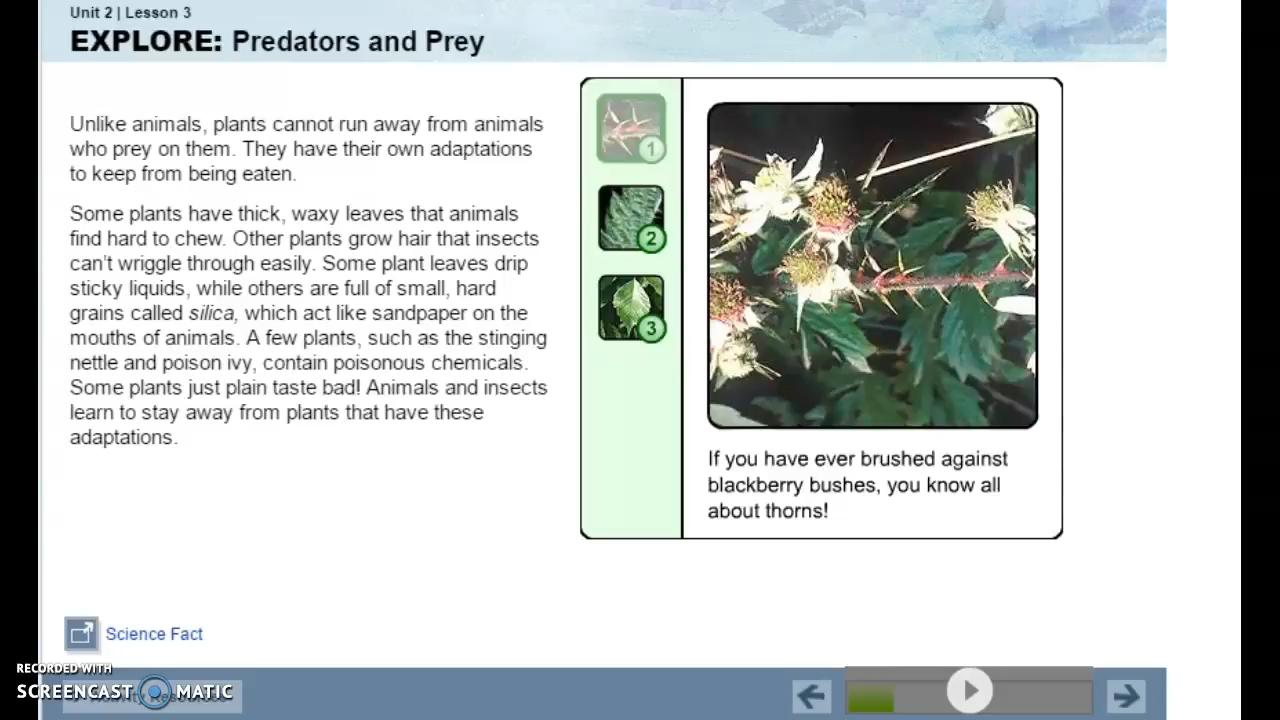 Unit 2 | Lesson 3
EXPLORE: Predators and Prey
Unlike animals, plants cannot run away from animals
who prey on them. They have their own adaptations
to keep from being eaten.
Some plants have thick, waxy leaves that animals
find hard to chew. Other plants grow hair that insects
can't wriggle through easily. Some plant leaves drip
sticky liquids, while others are full of small, hard
grains called silica, which act like sandpaper on the
mouths of animals. A few plants, such as the stinging
nettle and poison ivy, contain poisonous chemicals.
Some plants just plain taste bad! Animals and insects
learn to stay away from plants that have these
adaptations.
1
2
3
If you have ever brushed against
blackberry bushes, you know all
about thorns!
Science Fact
RECORDED WITH
SCREENCAST MATIC